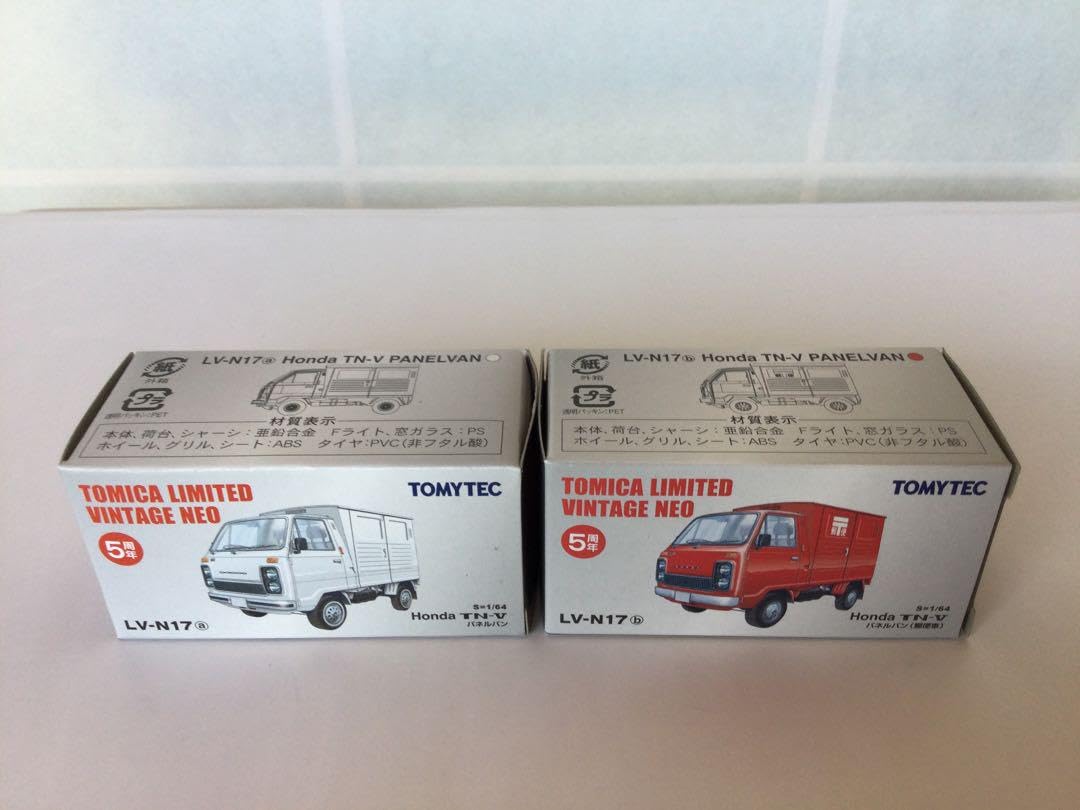 LV-N17ⓐ Honda TN-V PANELVAN
紙
外箱
プラ
透明パッキン:PET
材質表示
本体、荷台、シャーシ:亜鉛合金 Fライト、窓ガラス:PS
ホイール、グリル、シート:ABS タイヤ:PVC(非フタル酸)
TOMICA LIMITED
VINTAGE NEO
TOMYTEC
5周年
S=1/64
LV-N17ⓐ
Honda TN-V
パネルバン
LV-N17ⓑ Honda TN-V PANELVAN
紙
外箱
プラ
透明パッキン:PET
材質表示
本体、荷台、シャーシ:亜鉛合金 Fライト、窓ガラス:PS
ホイール、グリル、シート:ABS タイヤ:PVC(非フタル酸)
TOMICA LIMITED
VINTAGE NEO
TOMYTEC
5周年
S=1/64
LV-N17ⓑ
Honda TN-V
パネルバン(郵便車)